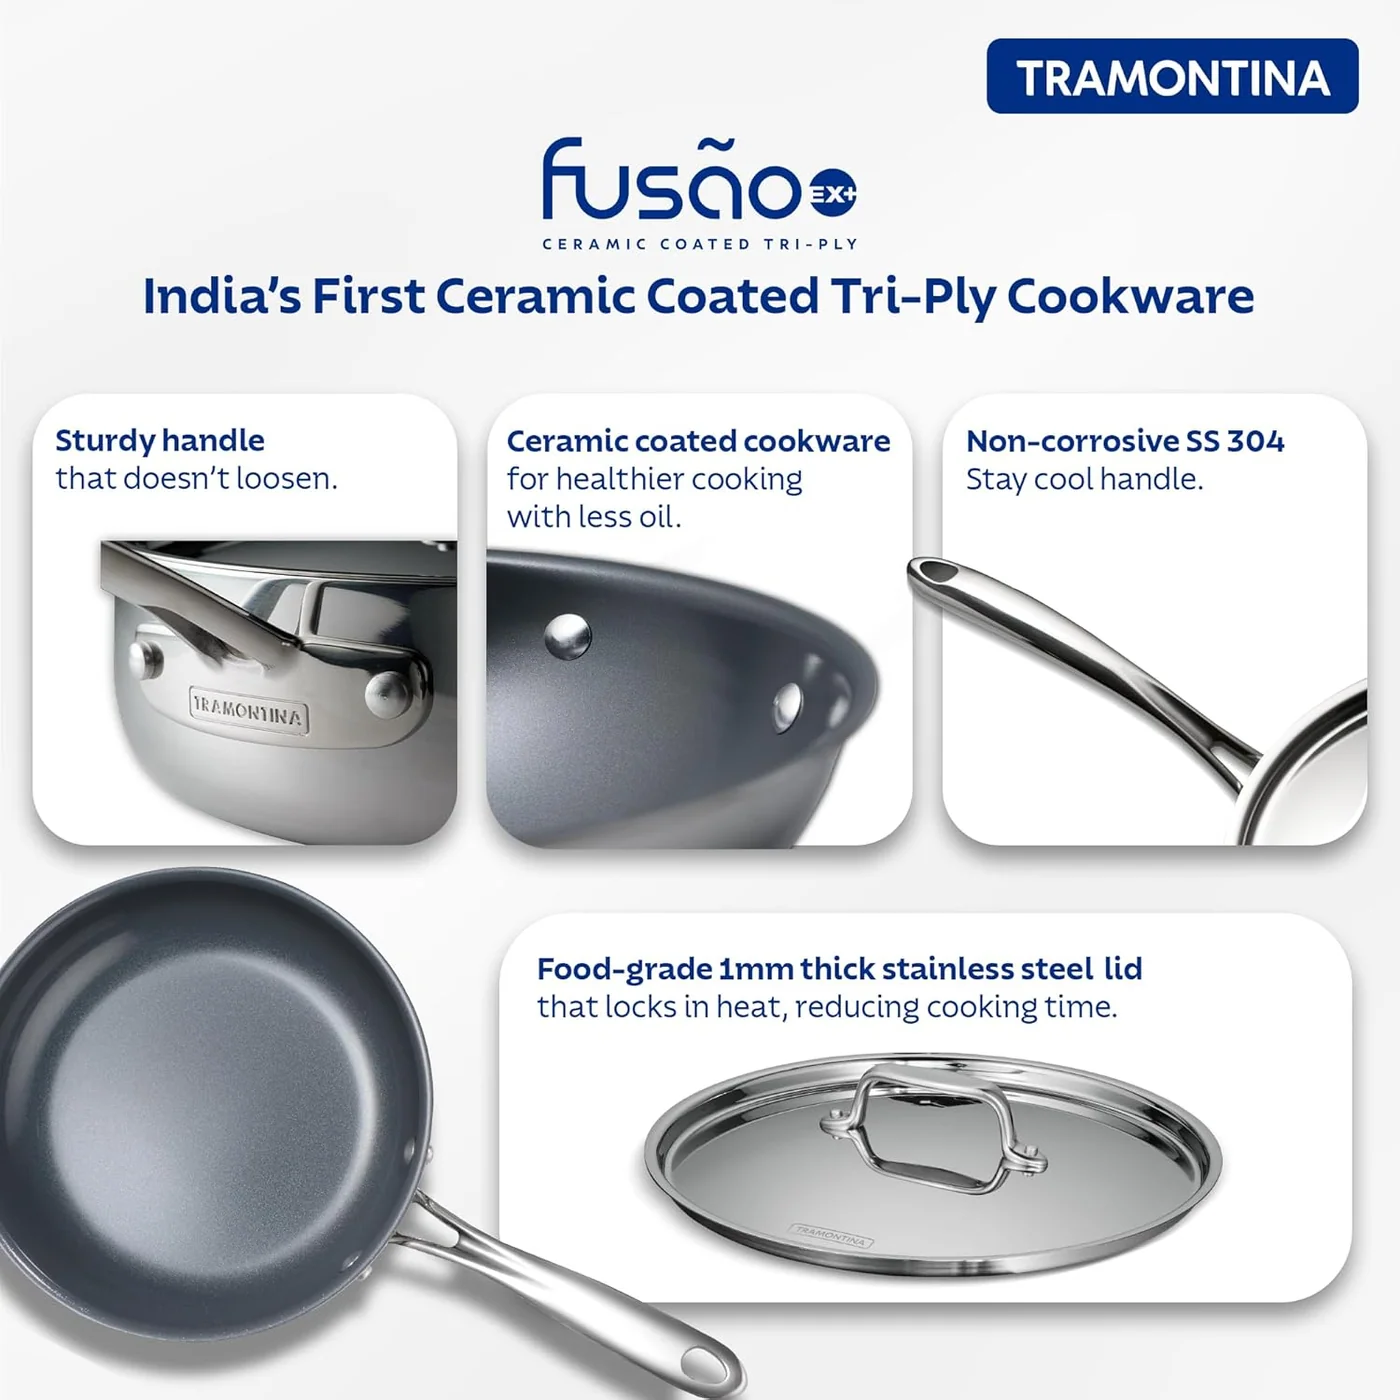 TRAMONTINA
fusão EX+
CERAMIC COATED TRI-PLY
India's First Ceramic Coated Tri-Ply Cookware
Sturdy handle
that doesn't loosen.
TRAMONTINA
Ceramic coated cookware
for healthier cooking
with less oil.
Non-corrosive SS 304
Stay cool handle.
Food-grade 1mm thick stainless steel lid
that locks in heat, reducing cooking time.
TRAMONTINA